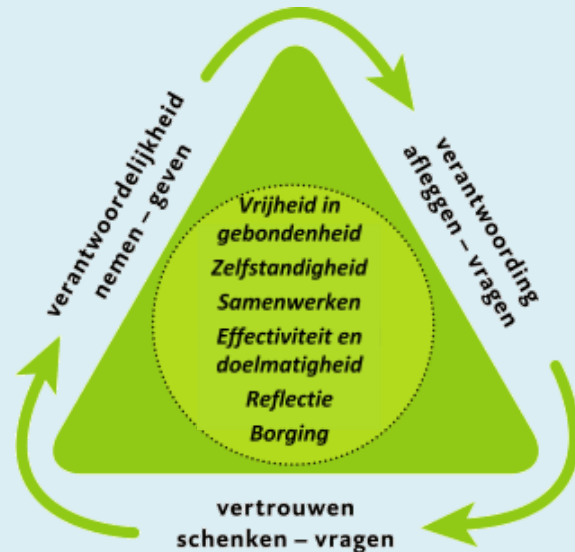 verantwoordelijkheid
nemen – geven
verantwoording
afleggen – vragen
Vrijheid in
gebondenheid
Zelfstandigheid
Samenwerken
Effectiviteit en
doelmatigheid
Reflectie
Borging
vertrouwen
schenken – vragen